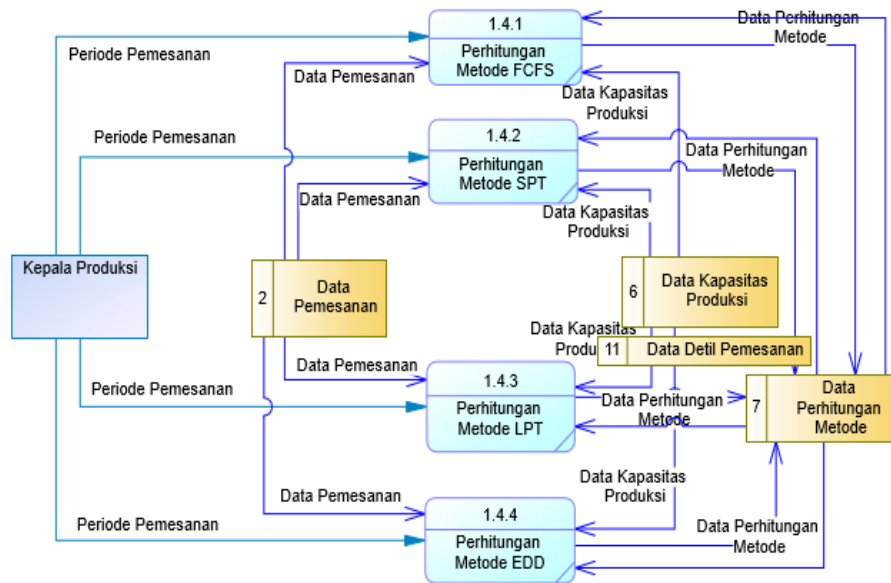 1.4.1
Perhitungan
Metode FCFS
Data Perhitungan
Metode
Periode Pemesanan
Data Pemesanan
Data Kapasitas
Produksi
1.4.2
Perhitungan
Metode SPT
Periode Pemesanan
Data Perhitungan
Metode
Data Pemesanan
Data Kapasitas
Produksi
Kepala Produksi
2
Data
Pemesanan
6
Data Kapasitas
Produksi
Data Kapasitas
11
Data Detil Pemesanan
Data Pemesanan
1.4.3
Perhitungan
Metode LPT
Periode Pemesanan
Data Perhitungan
Metode
7
Data
Perhitungan
Metode
Data Kapasitas
Produksi
Data Pemesanan
1.4.4
Perhitungan
Metode EDD
Periode Pemesanan
Data Perhitungan
Metode